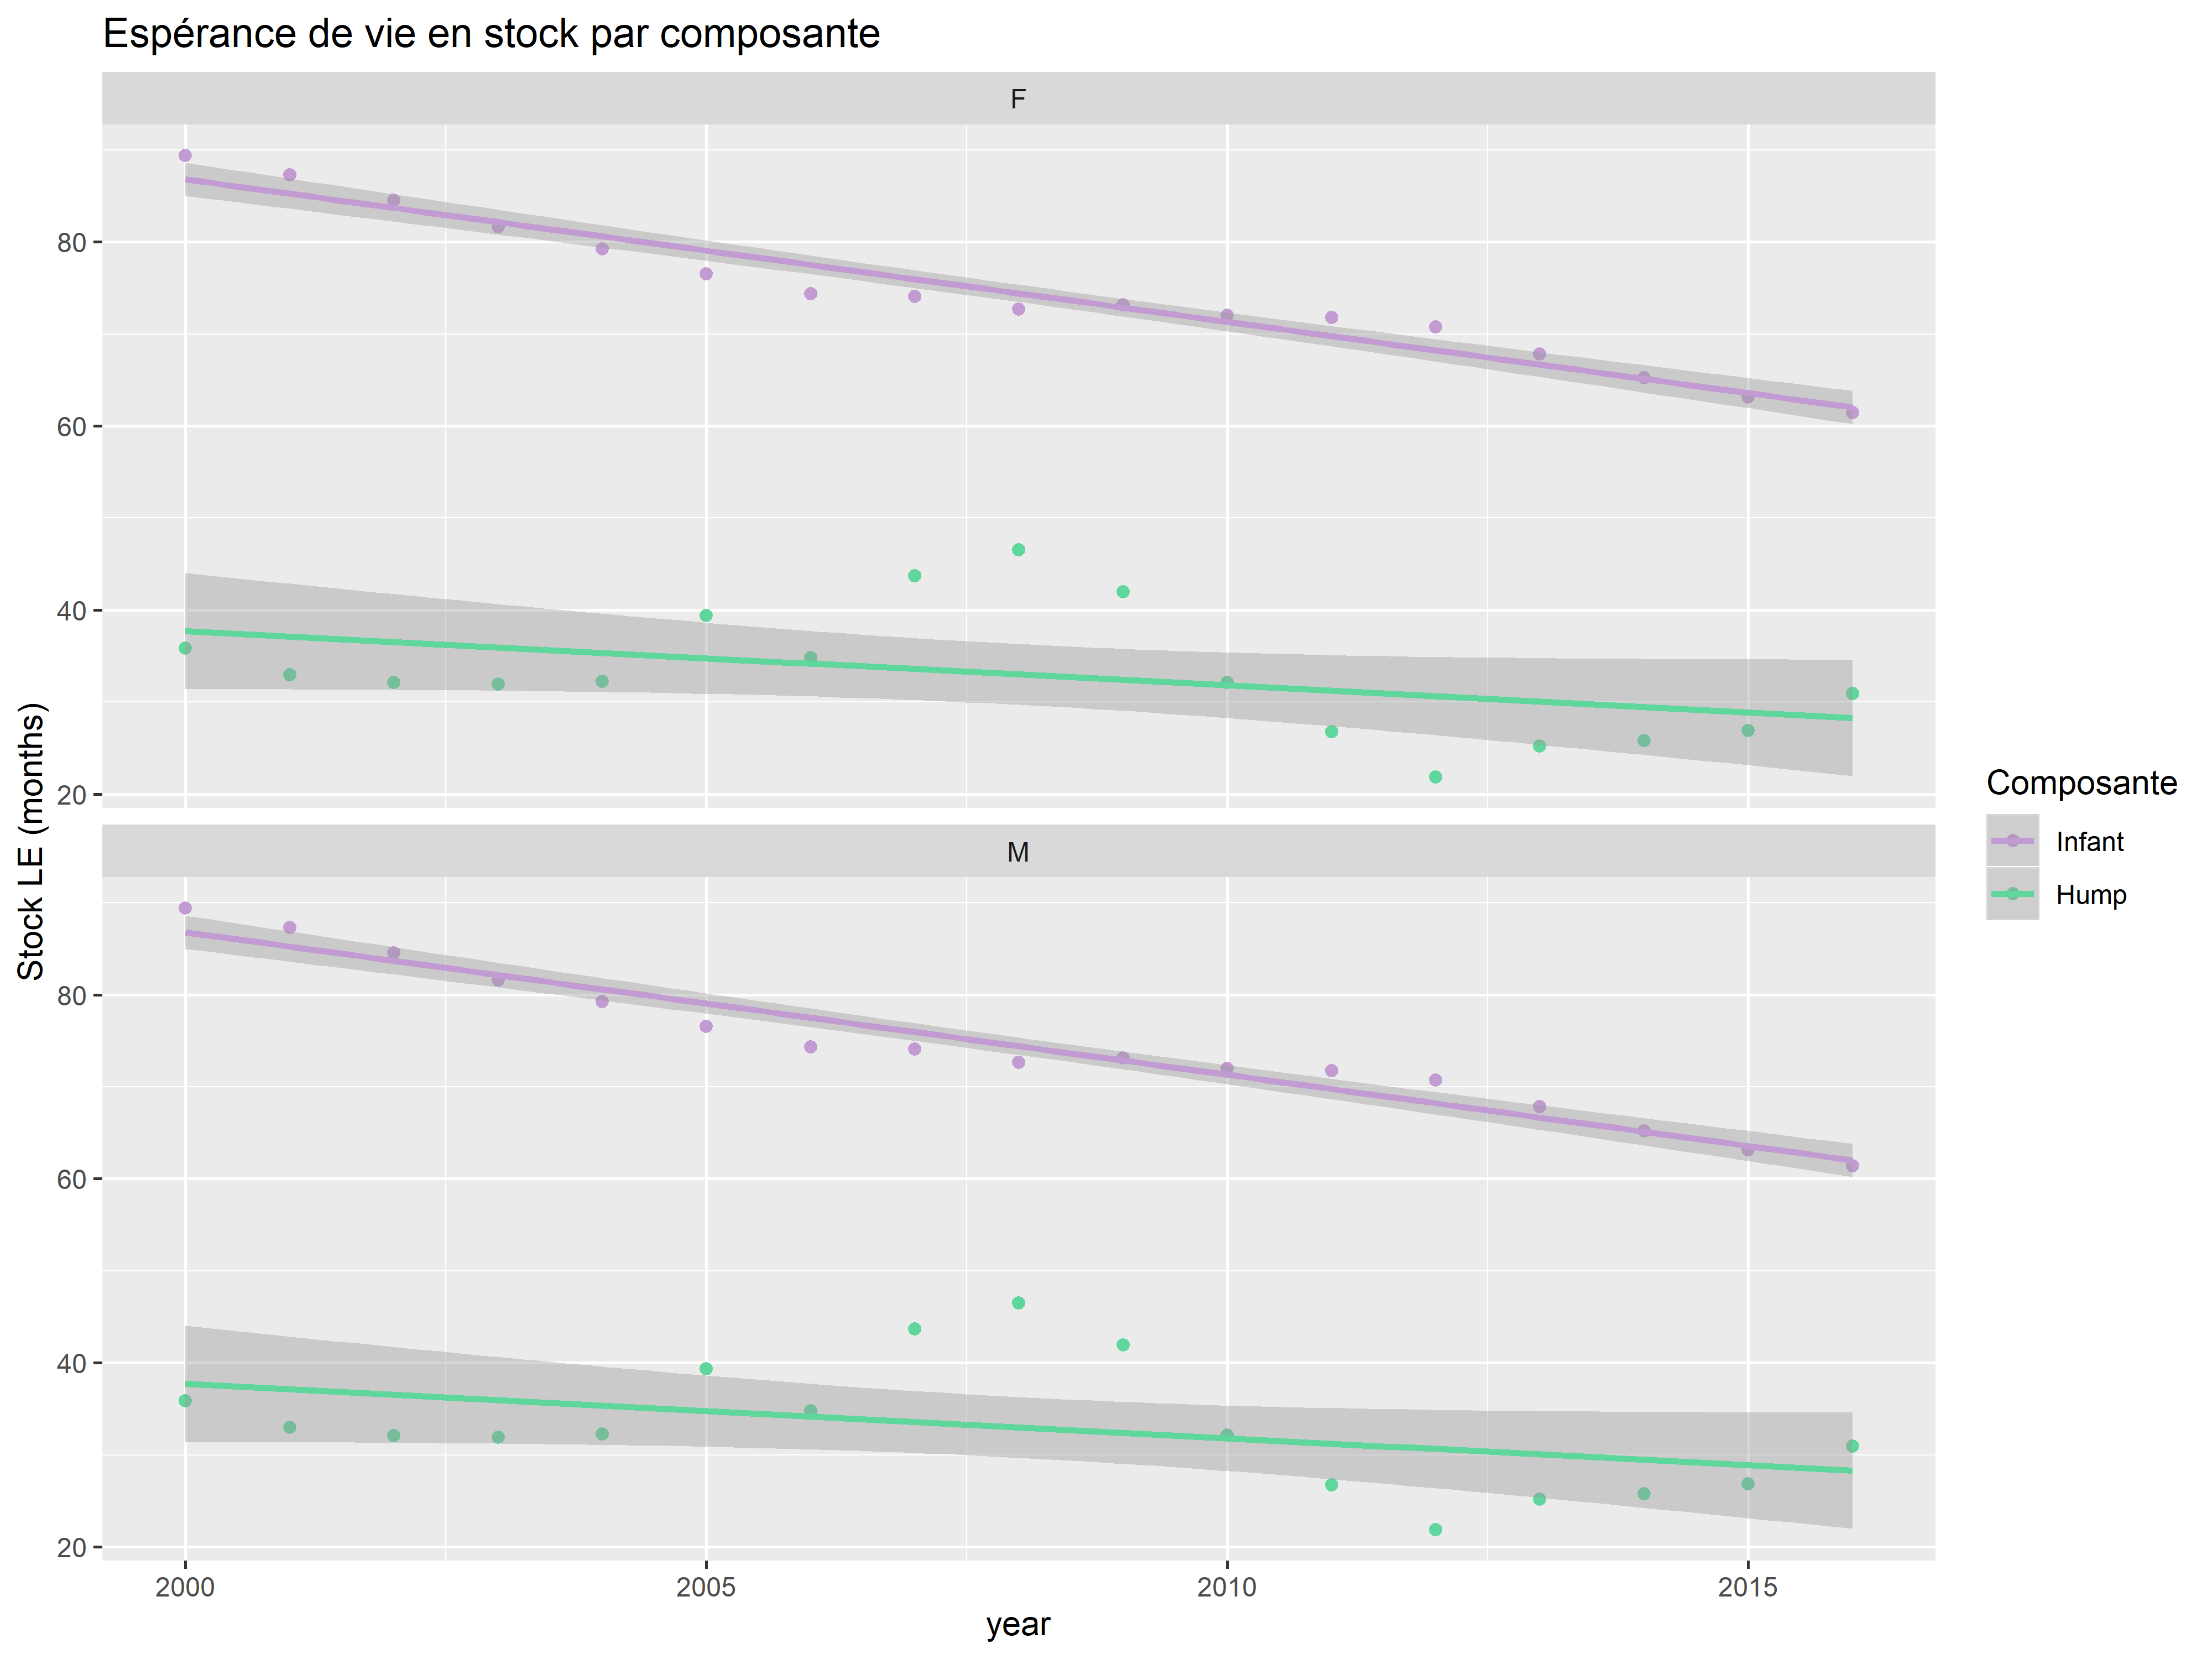 Espérance de vie en stock par composante
F
80
60
40
20
M
80
60
40
20
2000 2005 2010 2015
year
Stock LE (months)
Composante
Infant
Hump